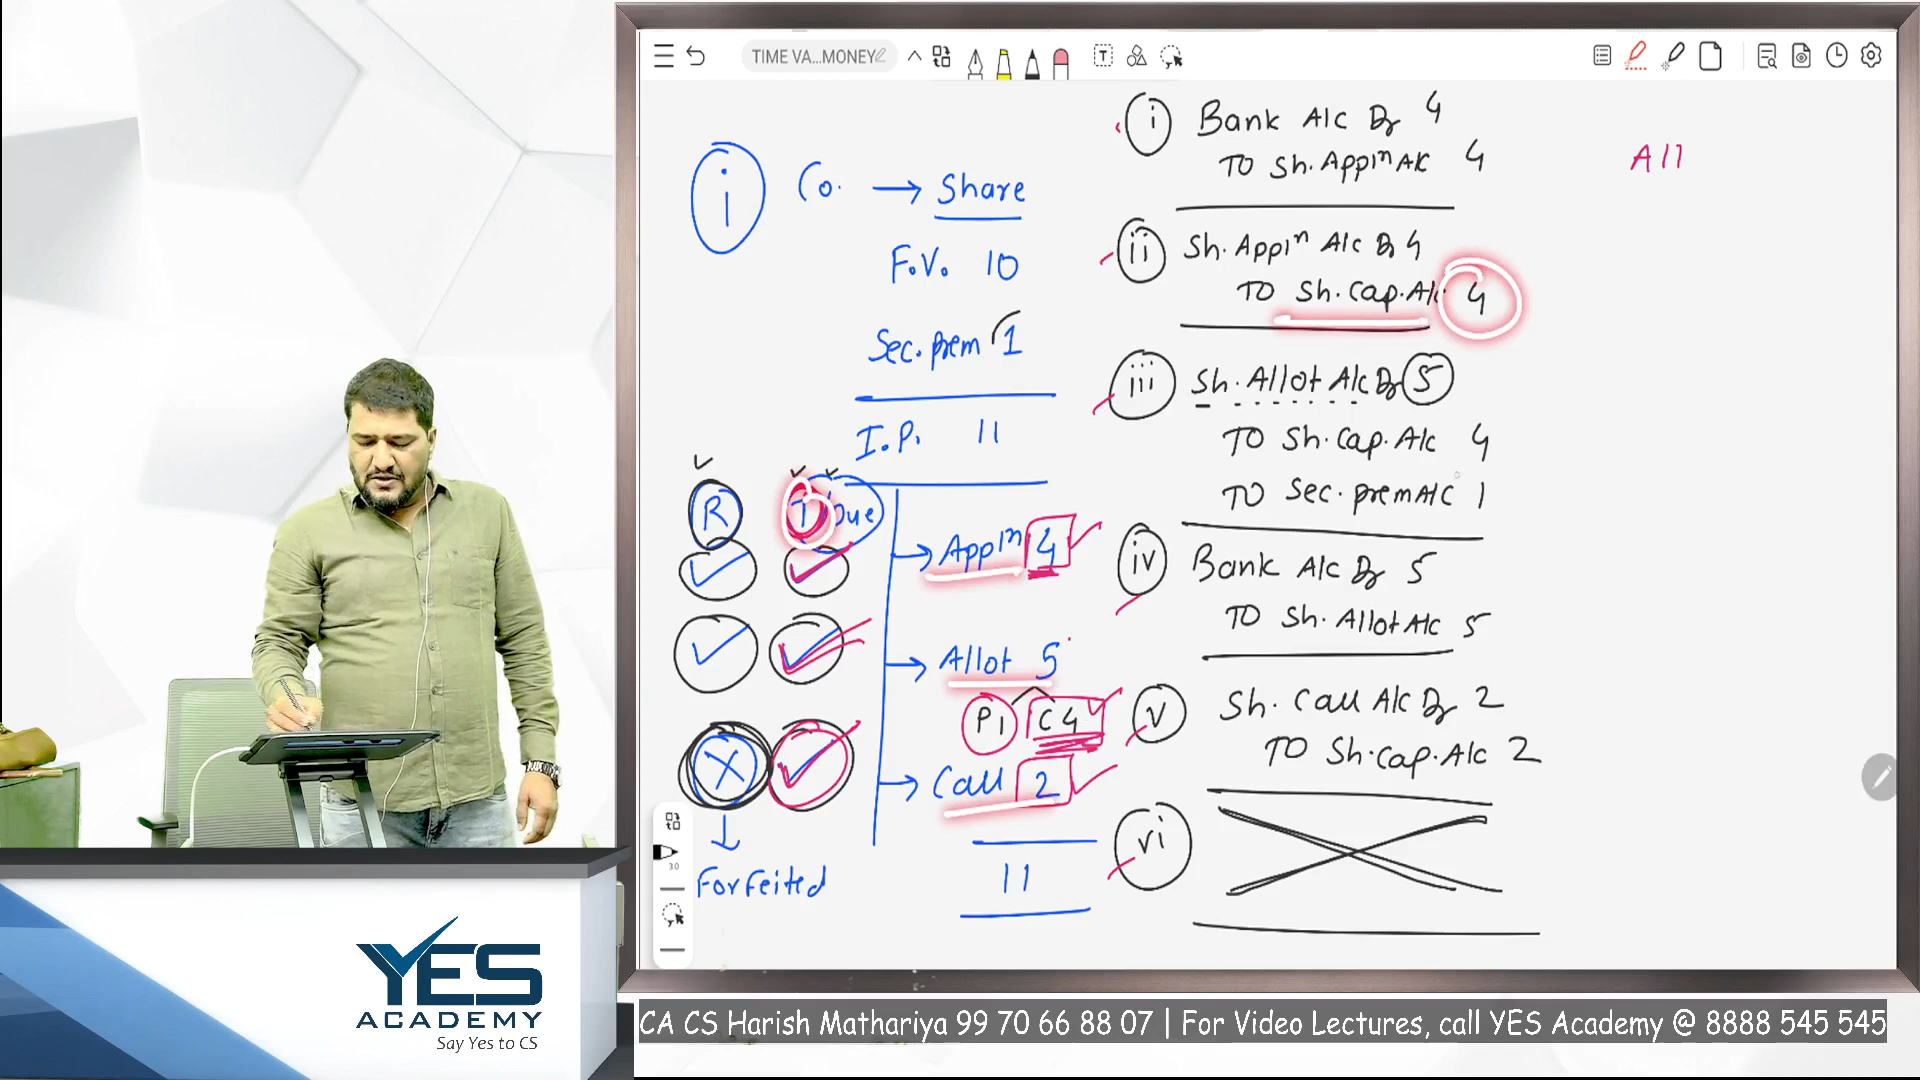 TIME VA...MONEY
i Co. → Share
F.V. 10
Sec. prem 1
I.P. 11
R Due
Appln 4
Allot 5
P1 C4
Call 2
11
Forfeited
i Bank A/c Dr 4
TO Sh. Appln A/c 4
ii Sh. Appln A/c Dr 4
TO Sh. Cap. A/c 4
iii Sh. Allot A/c Dr 5
TO Sh. Cap. A/c 4
TO Sec. prem A/c 1
iv Bank A/c Dr 5
TO Sh. Allot A/c 5
v Sh. Call A/c Dr 2
TO Sh. Cap. A/c 2
vi
All
30
YES
ACADEMY
Say Yes to CS
CA CS Harish Mathariya 99 70 66 88 07 | For Video Lectures, call YES Academy @ 8888 545 545